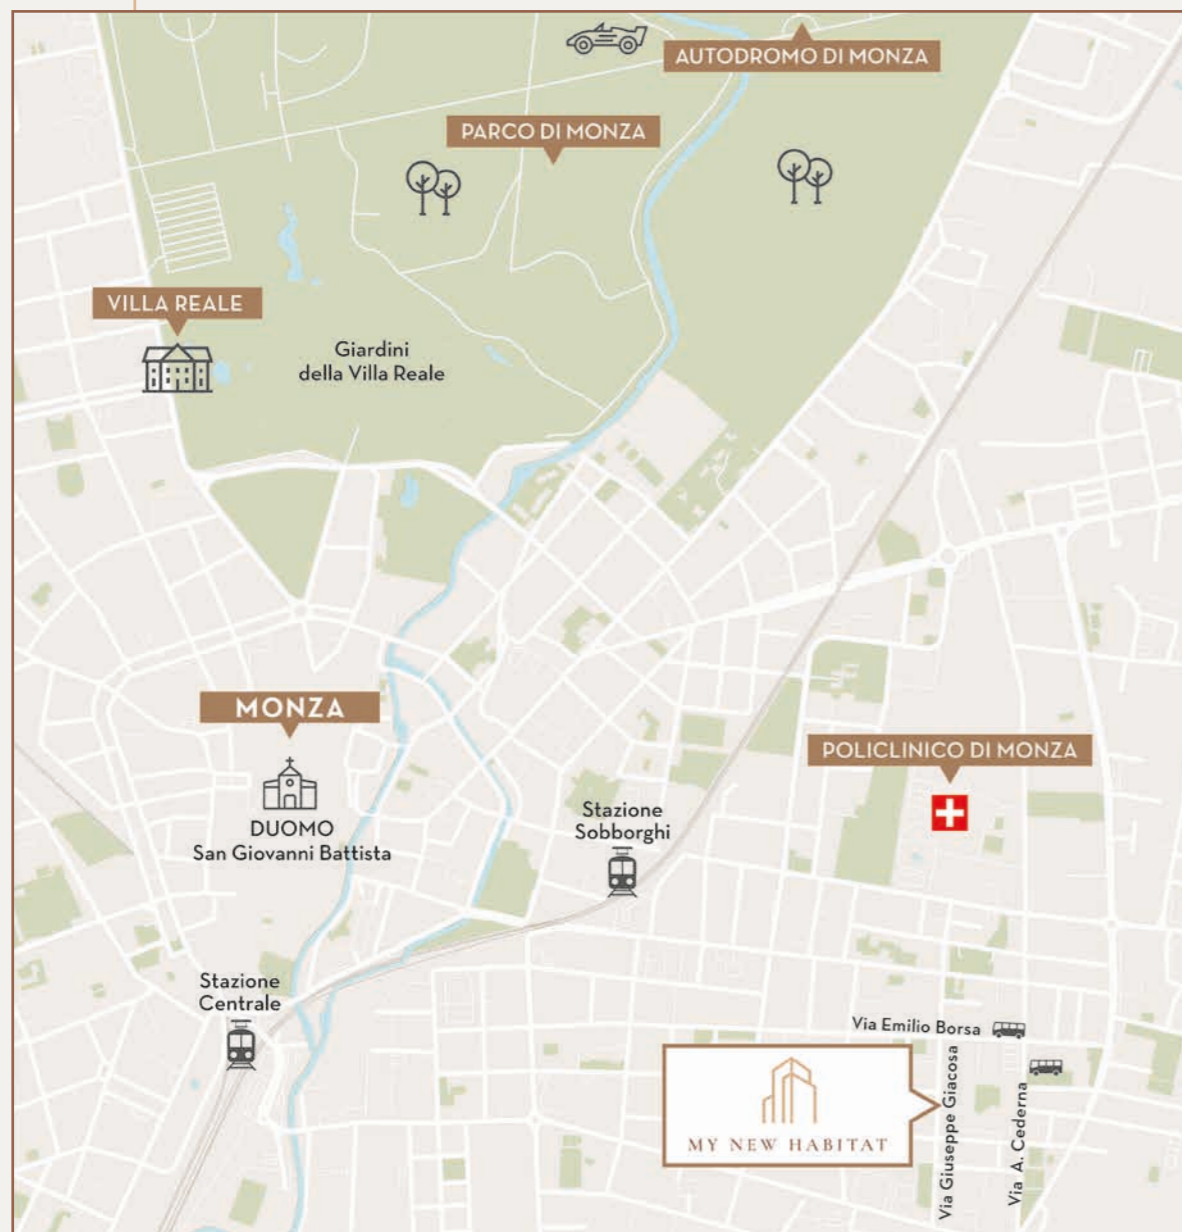 AUTODROMO DI MONZA
PARCO DI MONZA
VILLA REALE
Giardini
della Villa Reale
MONZA
POLICLINICO DI MONZA
DUOMO
San Giovanni Battista
Stazione
Sobborghi
Stazione
Centrale
Via Emilio Borsa
Via Giuseppe Giacosa
Via A. Cederna
MY NEW HABITAT